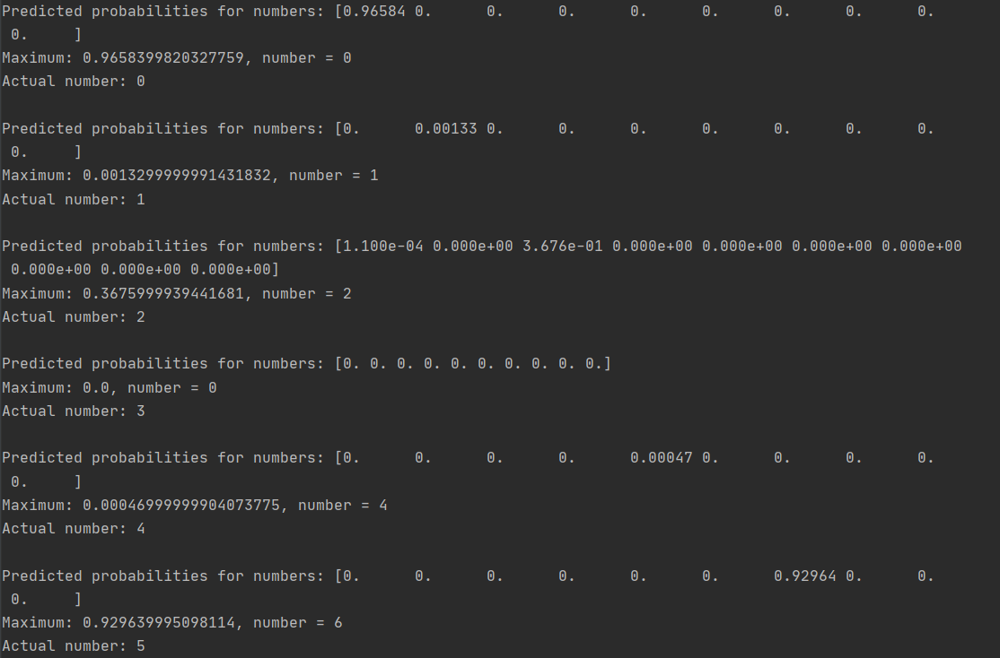 Predicted probabilities for numbers: [0.96584 0.      0.      0.      0.      0.      0.      0.      0.
 0.     ]
Maximum: 0.9658399820327759, number = 0
Actual number: 0

Predicted probabilities for numbers: [0.      0.00133 0.      0.      0.      0.      0.      0.      0.
 0.     ]
Maximum: 0.0013299999991431832, number = 1
Actual number: 1

Predicted probabilities for numbers: [1.100e-04 0.000e+00 3.676e-01 0.000e+00 0.000e+00 0.000e+00 0.000e+00
 0.000e+00 0.000e+00 0.000e+00]
Maximum: 0.3675999939441681, number = 2
Actual number: 2

Predicted probabilities for numbers: [0. 0. 0. 0. 0. 0. 0. 0. 0. 0.]
Maximum: 0.0, number = 0
Actual number: 3

Predicted probabilities for numbers: [0.      0.      0.      0.      0.00047 0.      0.      0.      0.
 0.     ]
Maximum: 0.00046999999904073775, number = 4
Actual number: 4

Predicted probabilities for numbers: [0.      0.      0.      0.      0.      0.      0.92964 0.      0.
 0.     ]
Maximum: 0.929639995098114, number = 6
Actual number: 5